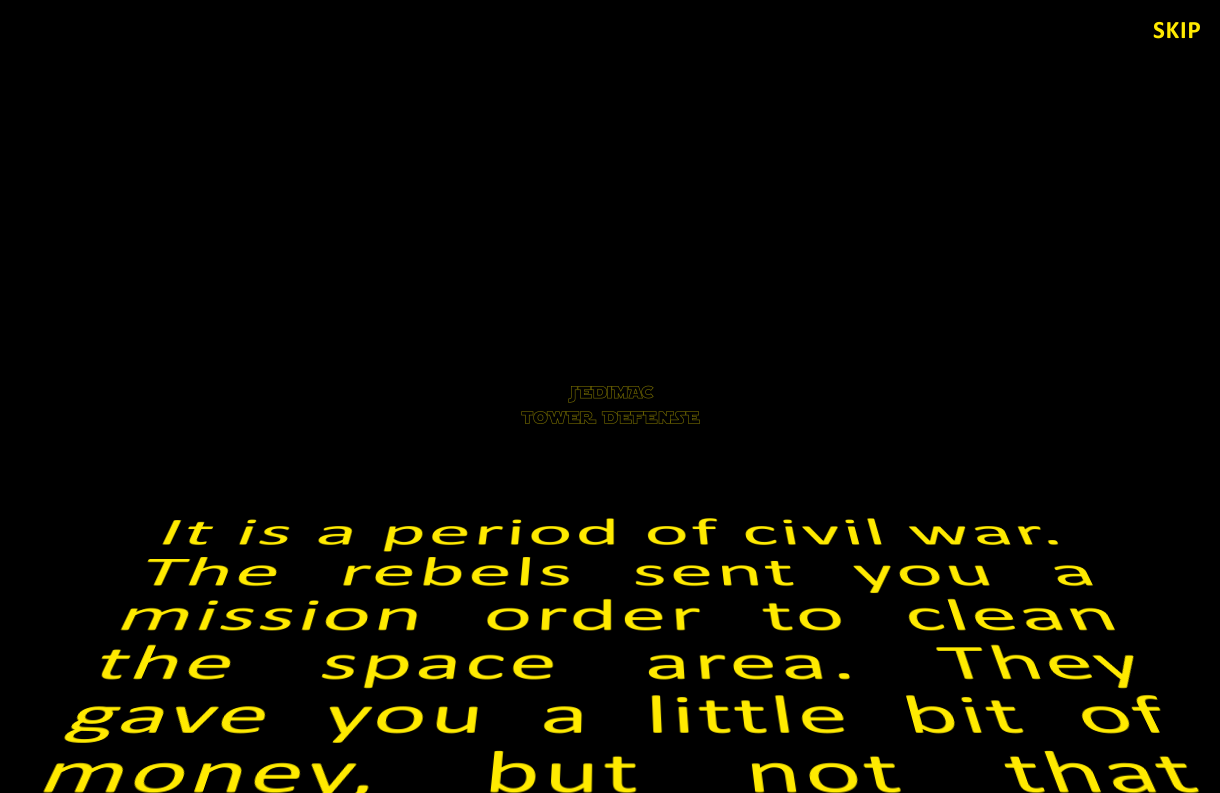 SKIP
JEDIMAC
TOWER DEFENSE
It is a period of civil war.
The rebels sent you a
mission order to clean
the space area. They
gave you a little bit of
money, but not that